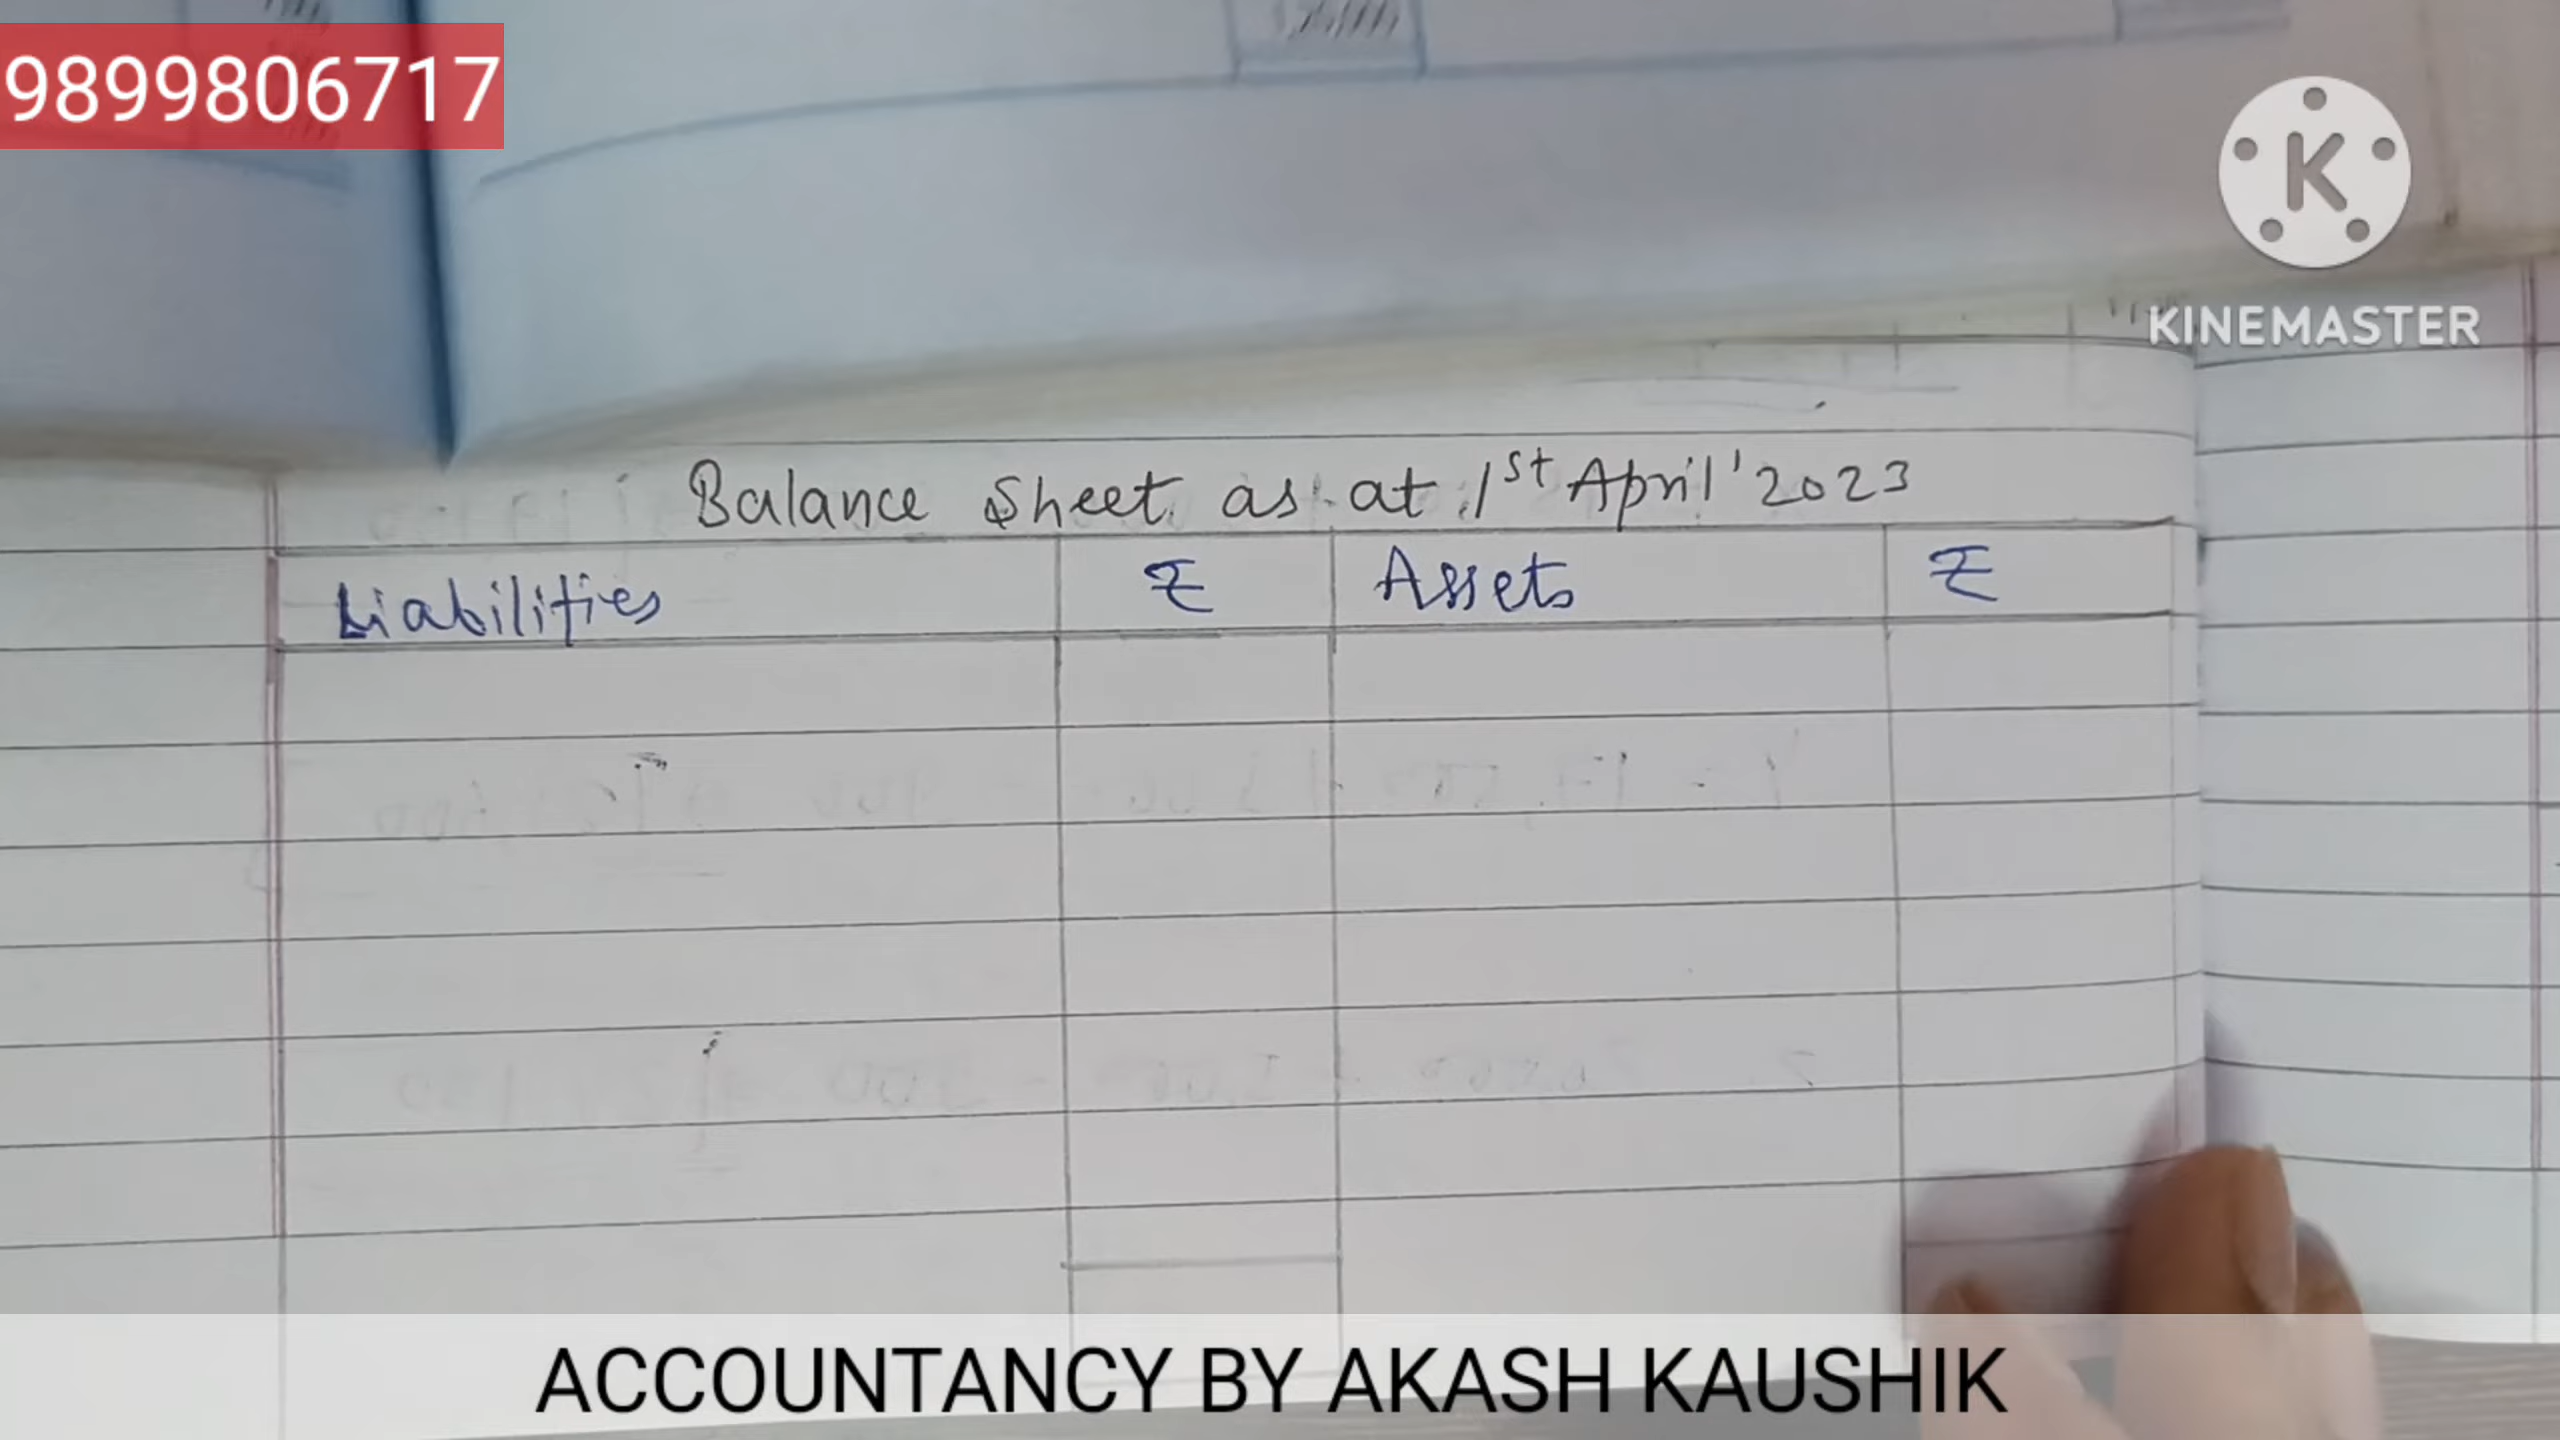 9899806717
K
KINEMASTER
Balance Sheet as at 1st April' 2023
Liabilities ₹ Assets ₹
ACCOUNTANCY BY AKASH KAUSHIK